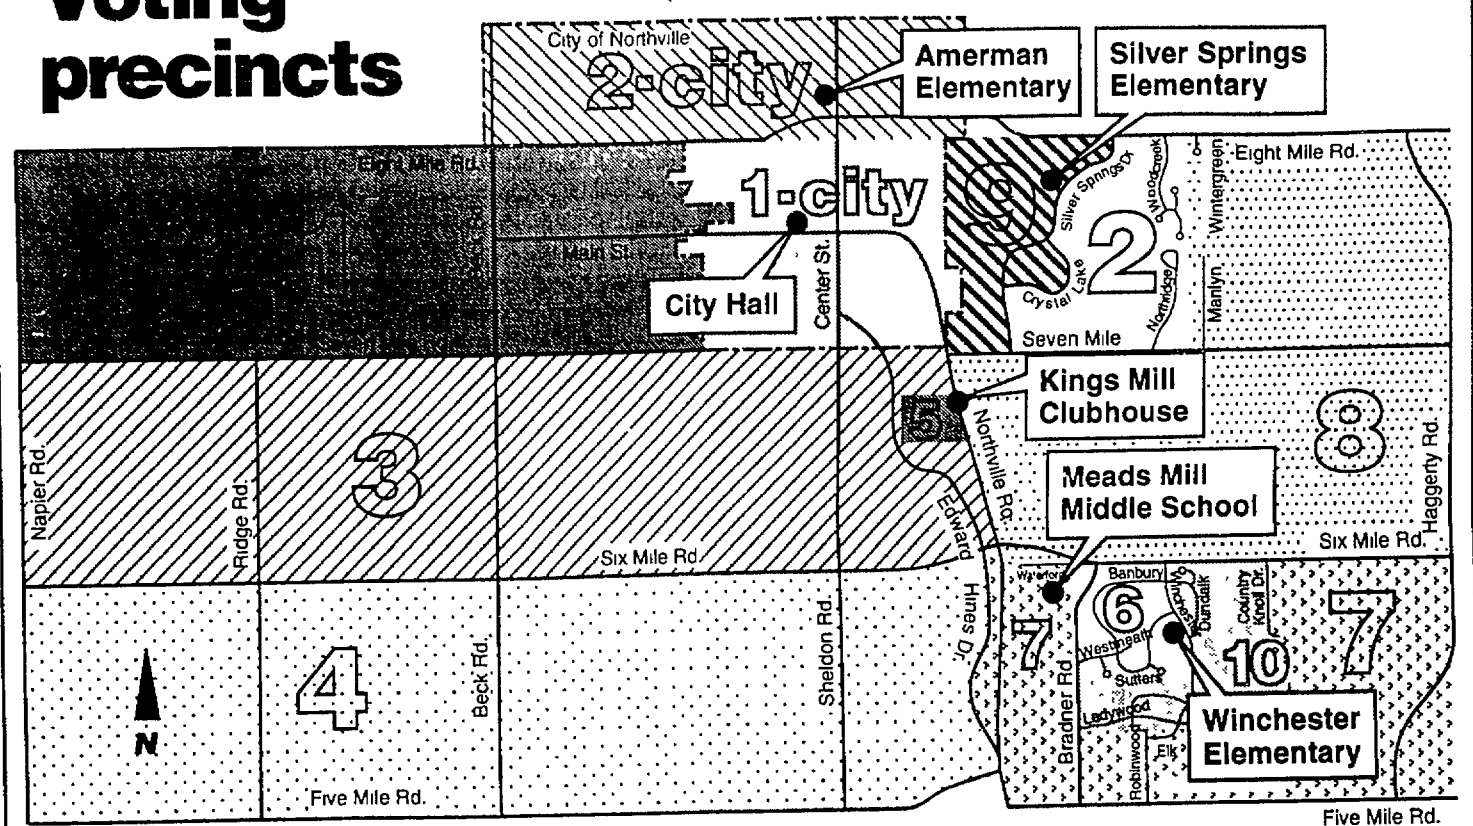 Voting
precincts
City of Northville
2-city
Amerman
Elementary
Silver Springs
Elementary
Eight Mile Rd.
1-city
9
Silver Springs Dr
Woodcreek
Wintergreen
Eight Mile Rd.
2
Main St.
City Hall
Center St.
Crystal Lake
Northridge
Marilyn
Seven Mile
Kings Mill
Clubhouse
5
8
3
Napier Rd.
Ridge Rd.
Northville Rd.
Haggerty Rd.
Meads Mill
Middle School
Six Mile Rd.
Edward Hines Dr.
Six Mile Rd.
Waterford
Banbury
6
Winchester
Dundalk
Country
Knoll Dr.
7
7
Westmeath
10
4
Beck Rd.
Sheldon Rd.
Sutters
Bradner Rd
Ladywood
Robinwood
Elk
Winchester
Elementary
N
Five Mile Rd.
Five Mile Rd.